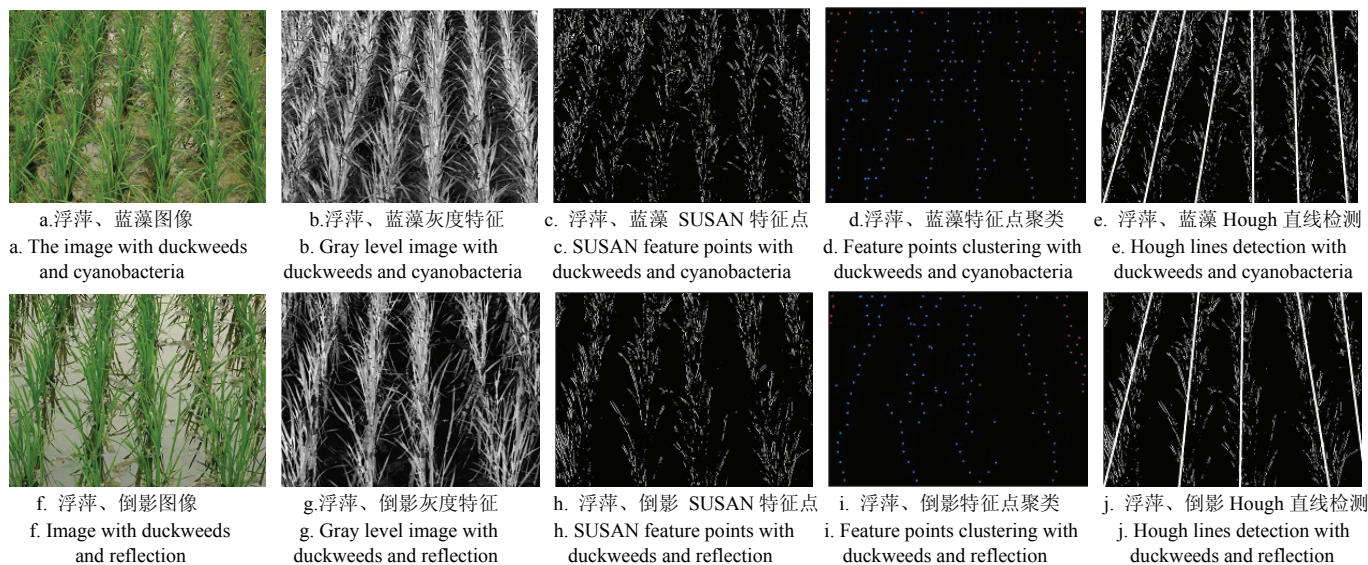 a.浮萍、蓝藻图像
a. The image with duckweeds
and cyanobacteria
b.浮萍、蓝藻灰度特征
b. Gray level image with
duckweeds and cyanobacteria
c. 浮萍、蓝藻 SUSAN 特征点
c. SUSAN feature points with
duckweeds and cyanobacteria
d.浮萍、蓝藻特征点聚类
d. Feature points clustering with
duckweeds and cyanobacteria
e. 浮萍、蓝藻 Hough 直线检测
e. Hough lines detection with
duckweeds and cyanobacteria
f. 浮萍、倒影图像
f. Image with duckweeds
and reflection
g.浮萍、倒影灰度特征
g. Gray level image with
duckweeds and reflection
h. 浮萍、倒影 SUSAN 特征点
h. SUSAN feature points with
duckweeds and reflection
i. 浮萍、倒影特征点聚类
i. Feature points clustering with
duckweeds and reflection
j. 浮萍、倒影 Hough 直线检测
j. Hough lines detection with
duckweeds and reflection